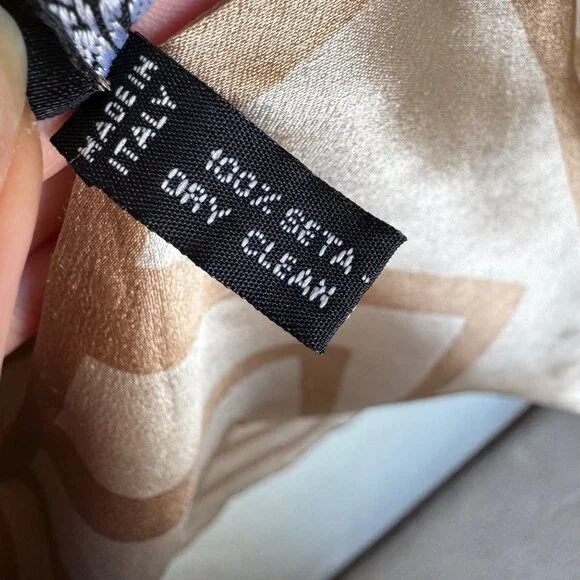 MADE IN
ITALY
100% SETA.
DRY CLEAN